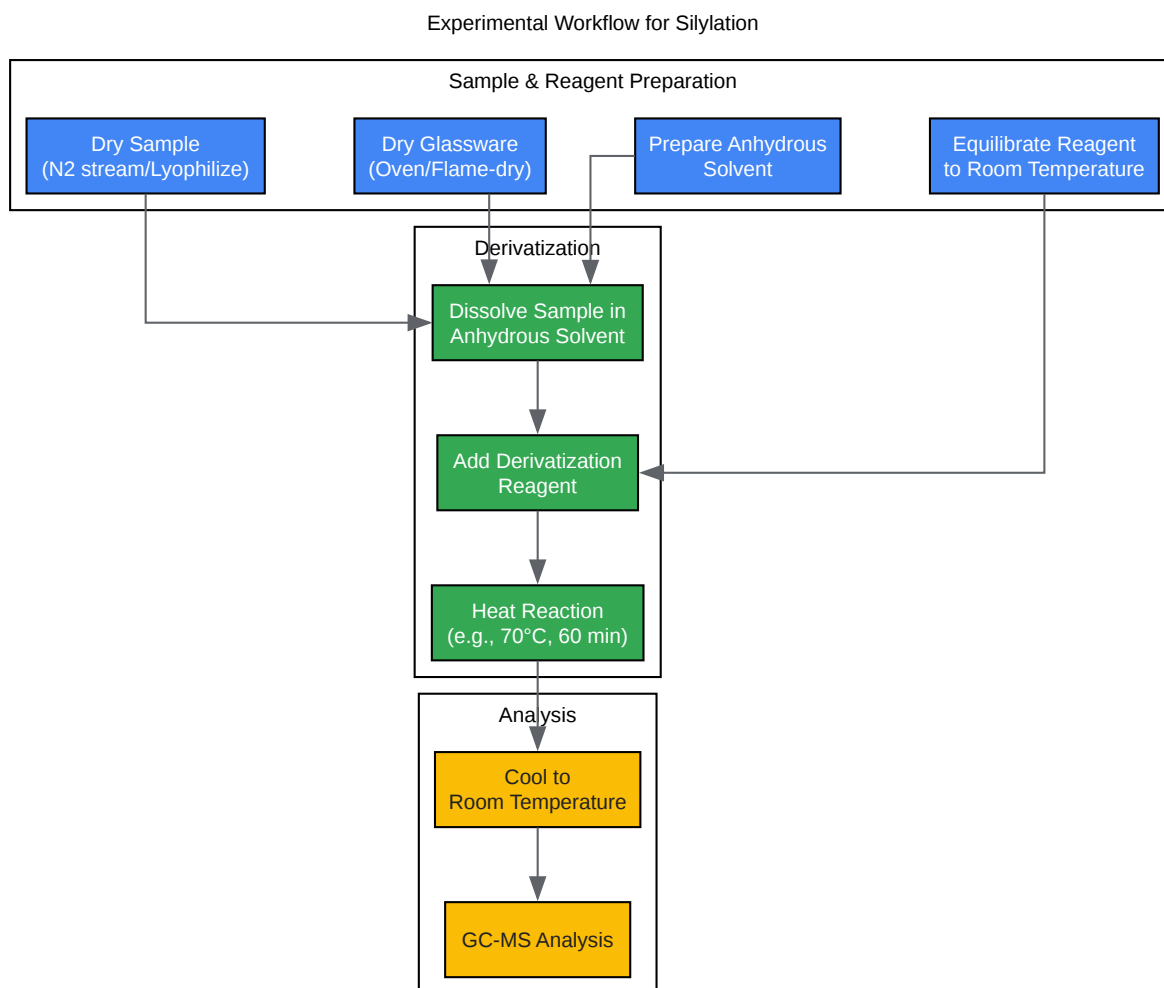 Experimental Workflow for Silylation
Sample & Reagent Preparation
Dry Sample
(N2 stream/Lyophilize)
Dry Glassware
(Oven/Flame-dry)
Prepare Anhydrous
Solvent
Equilibrate Reagent
to Room Temperature
Derivatization
Dissolve Sample in
Anhydrous Solvent
Add Derivatization
Reagent
Heat Reaction
(e.g., 70°C, 60 min)
Analysis
Cool to
Room Temperature
GC-MS Analysis